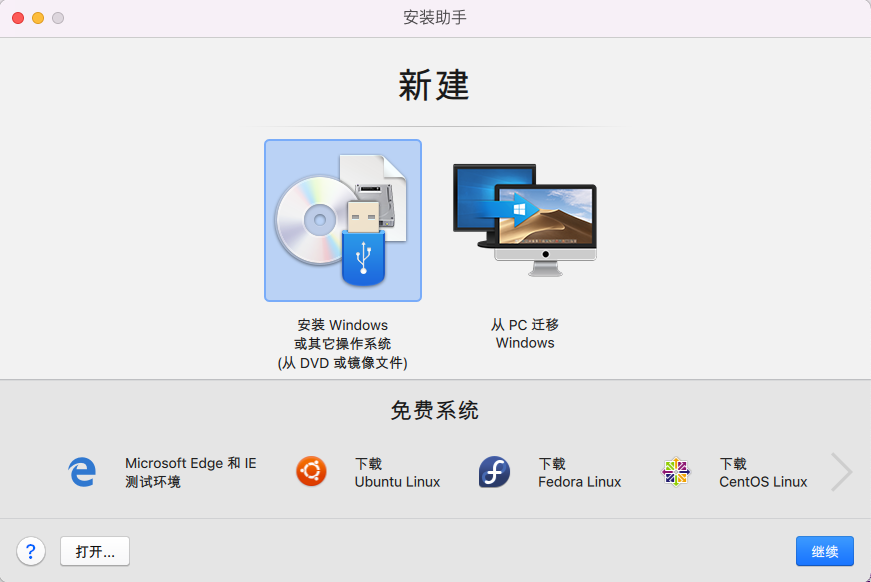 安装助手
新建
安装 Windows
或其它操作系统
(从 DVD 或镜像文件)
从 PC 迁移
Windows
免费系统
Microsoft Edge 和 IE
测试环境
下载
Ubuntu Linux
下载
Fedora Linux
下载
CentOS Linux
?
打开...
继续